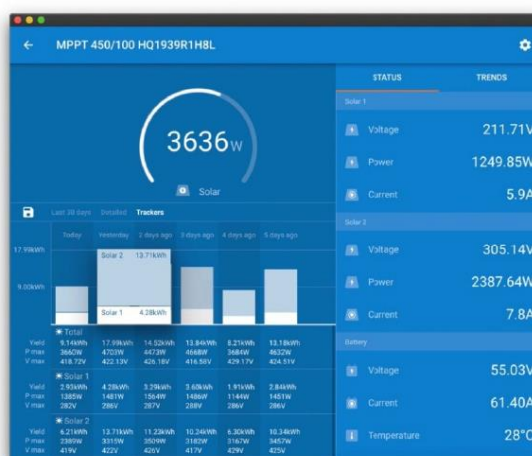 MPPT 450/100 HQ1939R1H8L
3636W
Solar
Last 30 days Detailed Trackers
Today Yesterday 2 days ago 3 days ago 4 days ago 5 days ago
17.99kWh
9.00kWh
Solar 2 13.71kWh
Solar 1 4.28kWh
Total
Yield 9.14kWh 17.99kWh 14.52kWh 13.84kWh 8.21kWh 13.18kWh
P max 3660W 4703W 4473W 4668W 3684W 4632W
V max 418.72V 422.13V 426.18V 416.58V 429.17V 424.51V
Solar 1
Yield 2.93kWh 4.28kWh 3.29kWh 3.60kWh 1.91kWh 2.84kWh
P max 1385W 1481W 1564W 1486W 1144W 1451W
V max 282V 286V 287V 288V 286V 286V
Solar 2
Yield 6.21kWh 13.71kWh 11.23kWh 10.24kWh 6.30kWh 10.34kWh
P max 2389W 3315W 3509W 3182W 3167W 3457W
V max 419V 422V 426V 417V 429V 425V
STATUS TRENDS
Solar 1
Voltage 211.71V
Power 1249.85W
Current 5.9A
Solar 2
Voltage 305.14V
Power 2387.64W
Current 7.8A
Battery
Voltage 55.03V
Current 61.40A
Temperature 28°C